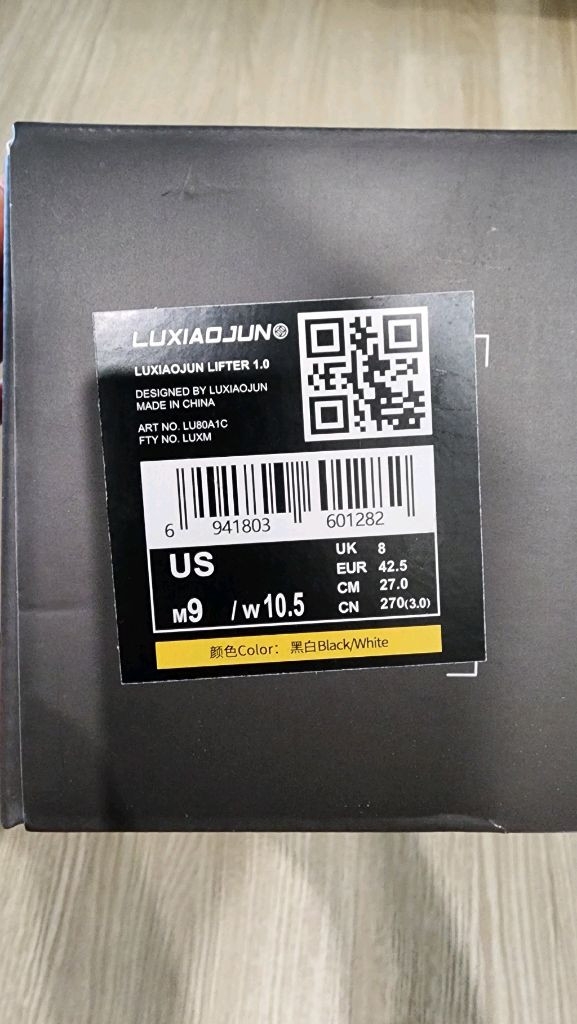 LUXIAOJUN
LUXIAOJUN LIFTER 1.0
DESIGNED BY LUXIAOJUN
MADE IN CHINA
ART NO. LU80A1C
FTY NO. LUXM
6 941803 601282
US
M9 / W10.5
UK 8
EUR 42.5
CM 27.0
CN 270(3.0)
颜色Color： 黑白Black/White